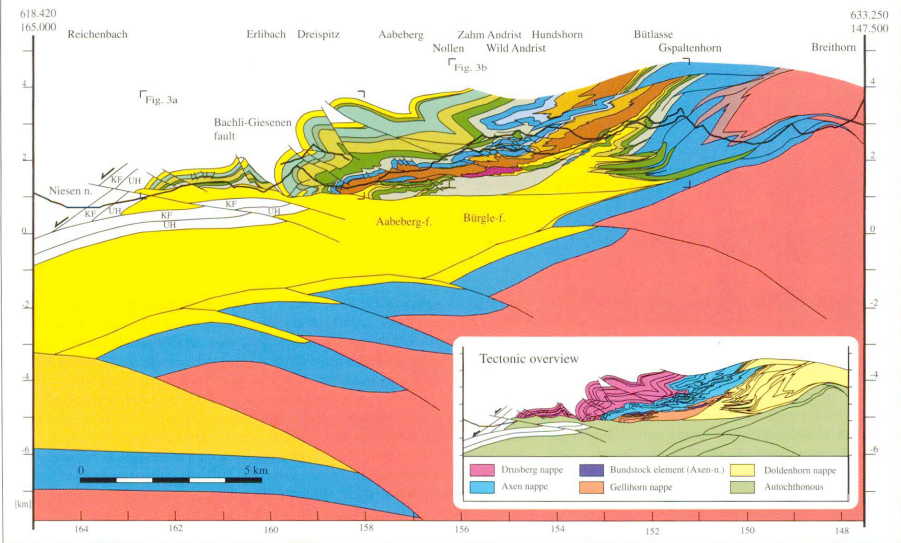 618.420
165.000
633.250
147.500
Reichenbach
Erlibach
Dreispitz
Aabeberg
Zahm Andrist
Hundshorn
Bütlasse
Nollen
Wild Andrist
Gspaltenhorn
Breithorn
Fig. 3a
Fig. 3b
Bachli-Giesenen
fault
Niesen n.
KF
UH
KF
UH
KF
UH
KF
UH
Aabeberg-f.
Bürgle-f.
4
2
0
-2
-4
-6
[km]
4
2
0
-2
0
5 km
164
162
160
158
156
154
152
150
148
Tectonic overview
Drusberg nappe
Bundstock element (Axen-n.)
Doldenhorn nappe
Axen nappe
Gellihorn nappe
Autochthonous